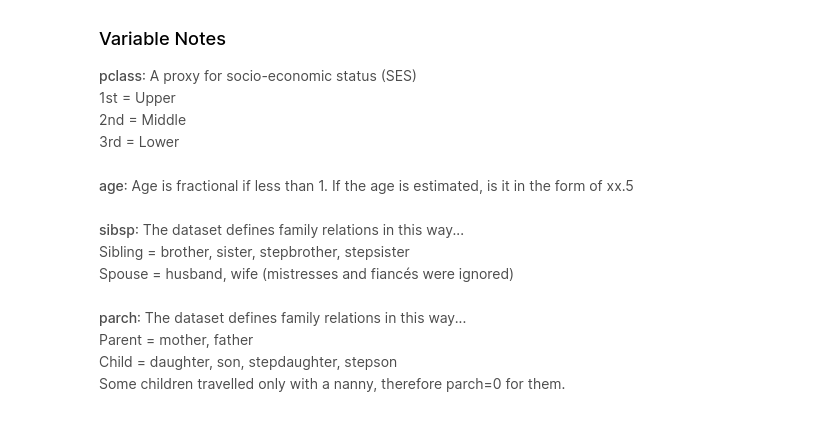 Variable Notes
pclass: A proxy for socio-economic status (SES)
1st = Upper
2nd = Middle
3rd = Lower
age: Age is fractional if less than 1. If the age is estimated, is it in the form of xx.5
sibsp: The dataset defines family relations in this way...
Sibling = brother, sister, stepbrother, stepsister
Spouse = husband, wife (mistresses and fiancés were ignored)
parch: The dataset defines family relations in this way...
Parent = mother, father
Child = daughter, son, stepdaughter, stepson
Some children travelled only with a nanny, therefore parch=0 for them.